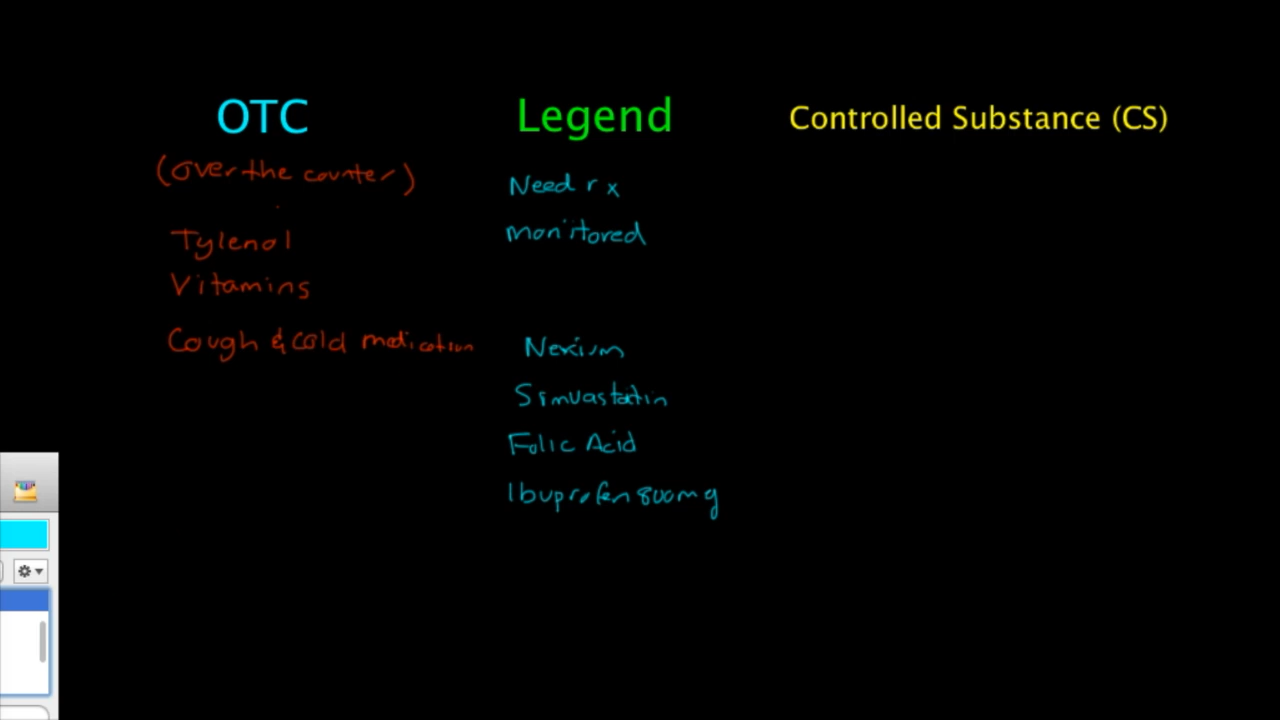 OTC
(over the counter)
Tylenol
Vitamins
Cough & cold medication
Legend
Need rx
monitored
Nexium
Simvastatin
Folic Acid
Ibuprofen 800mg
Controlled Substance (CS)